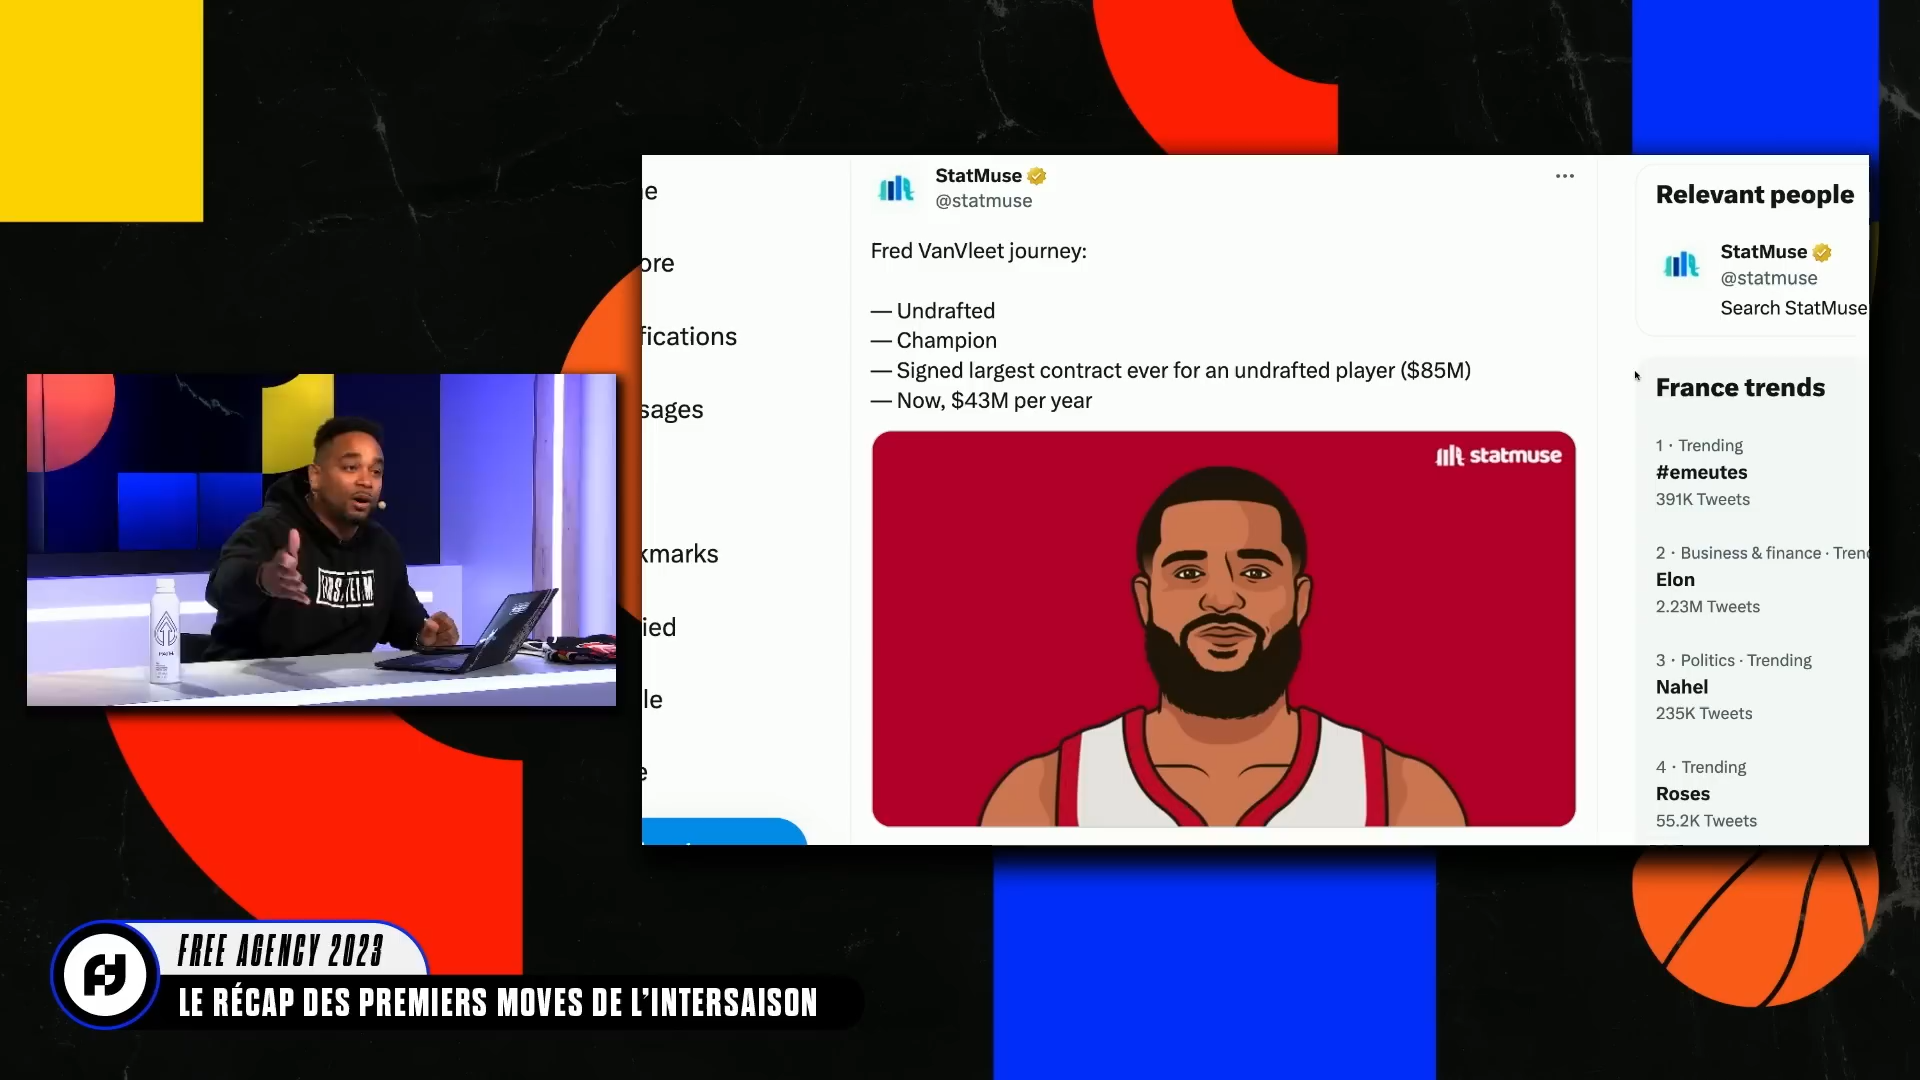 StatMuse
@statmuse
Fred VanVleet journey:
— Undrafted
— Champion
— Signed largest contract ever for an undrafted player ($85M)
— Now, $43M per year
statmuse
e
ore
fications
sages
kmarks
ied
le
e
Relevant people
StatMuse
@statmuse
Search StatMuse
France trends
1 · Trending
#emeutes
391K Tweets
2 · Business & finance · Tren
Elon
2.23M Tweets
3 · Politics · Trending
Nahel
235K Tweets
4 · Trending
Roses
55.2K Tweets
PATH
FREE AGENCY 2023
LE RÉCAP DES PREMIERS MOVES DE L'INTERSAISON